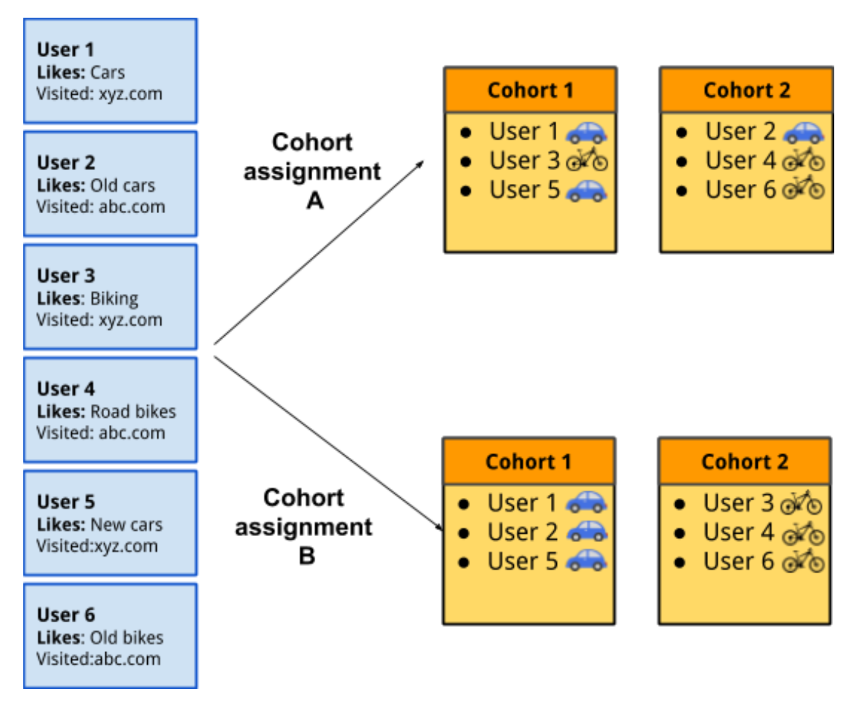 User 1
Likes: Cars
Visited: xyz.com
User 2
Likes: Old cars
Visited: abc.com
User 3
Likes: Biking
Visited: xyz.com
User 4
Likes: Road bikes
Visited: abc.com
User 5
Likes: New cars
Visited:xyz.com
User 6
Likes: Old bikes
Visited:abc.com
Cohort
assignment
A
Cohort 1
• User 1
• User 3
• User 5
Cohort 2
• User 2
• User 4
• User 6
Cohort
assignment
B
Cohort 1
• User 1
• User 2
• User 5
Cohort 2
• User 3
• User 4
• User 6